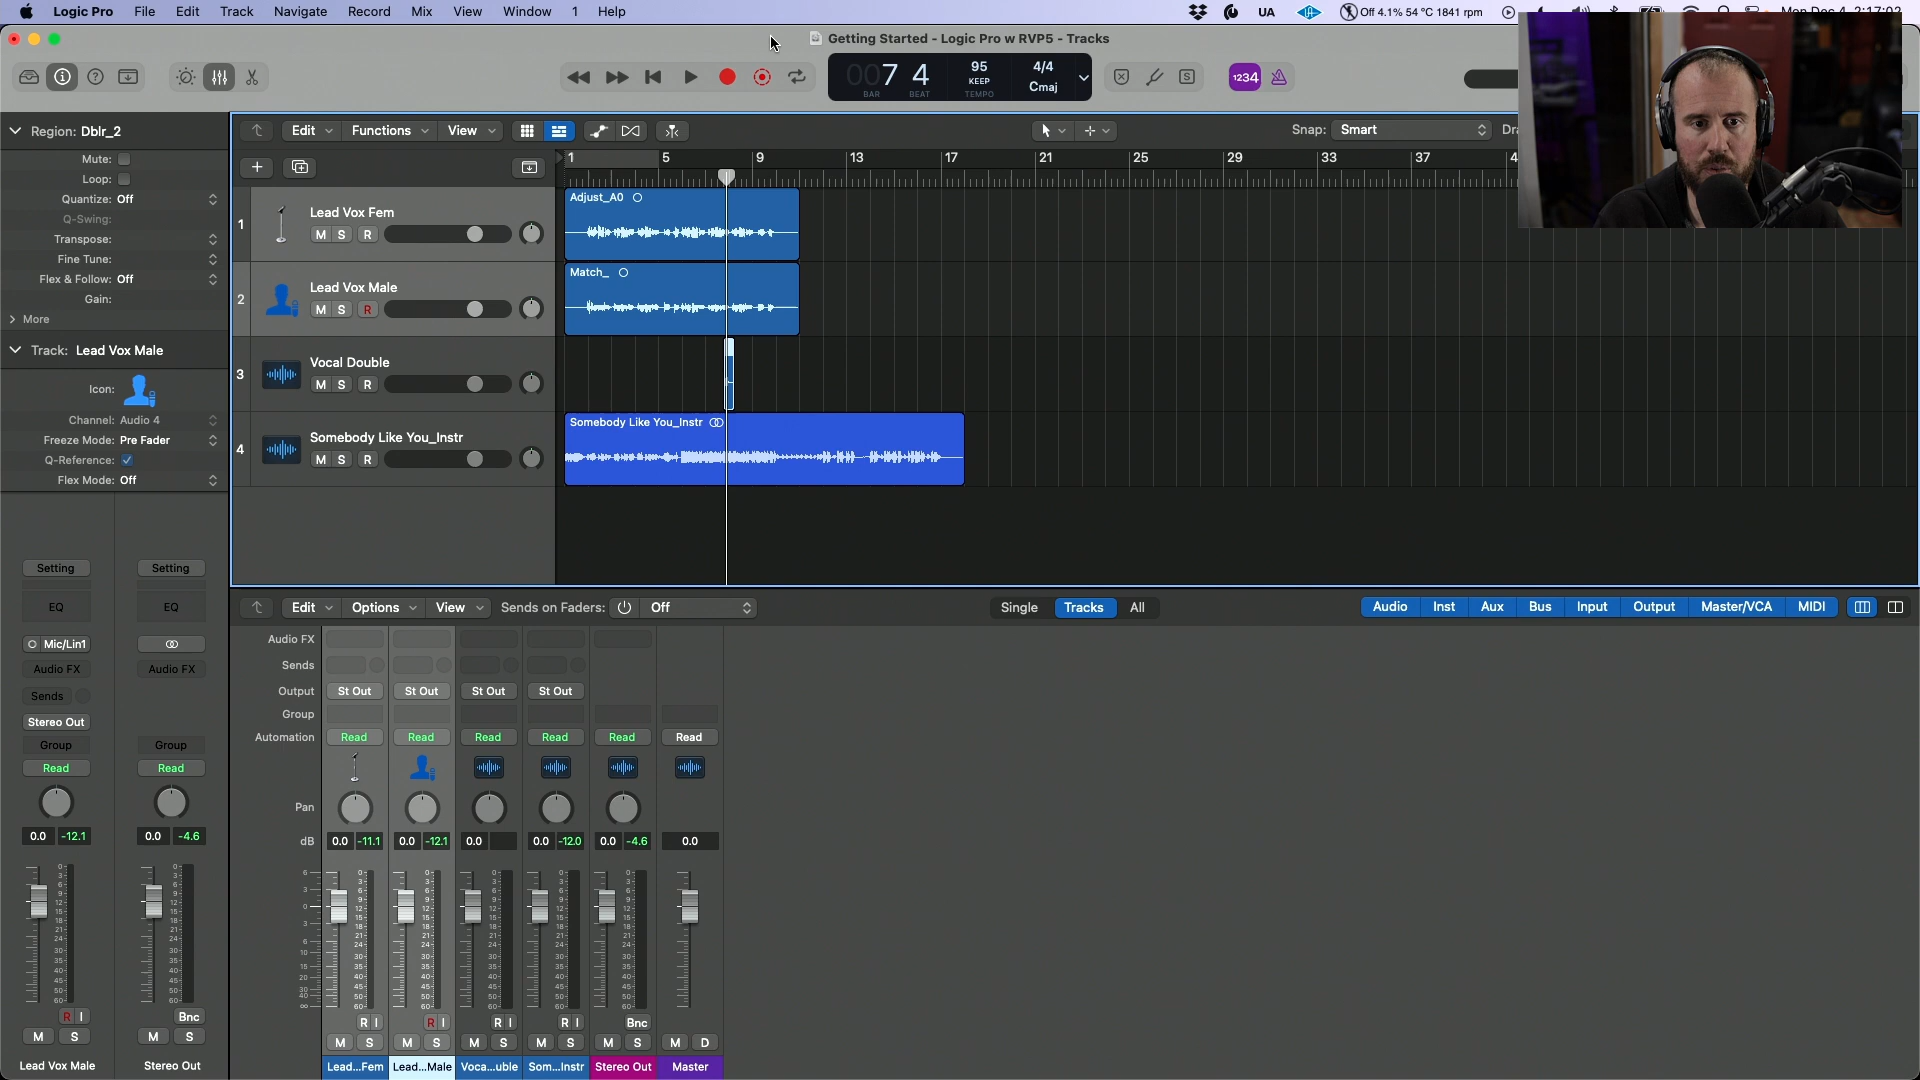 Logic Pro File Edit Track Navigate Record Mix View Window 1 Help
UA Off 4.1% 54 °C 1841 rpm
Getting Started - Logic Pro w RVP5 - Tracks
007 4 95 4/4
KEEP Cmaj
BAR BEAT TEMPO
1234
S
Region: Dblr_2
Mute:
Loop:
Quantize: Off
Q-Swing:
Transpose:
Fine Tune:
Flex & Follow: Off
Gain:
More
Track: Lead Vox Male
Icon:
Channel: Audio 4
Freeze Mode: Pre Fader
Q-Reference:
Flex Mode: Off
Edit Functions View
Snap: Smart
1 5 9 13 17 21 25 29 33 37
1 Lead Vox Fem
M S R
2 Lead Vox Male
M S R
3 Vocal Double
M S R
4 Somebody Like You_Instr
M S R
Adjust_A0
Match_
Somebody Like You_Instr
Setting Setting
EQ EQ
Mic/Lin1
Audio FX Audio FX
Sends
Stereo Out
Group Group
Read Read
0.0 -12.1 0.0 -4.6
R I Bnc
M S M S
Lead Vox Male Stereo Out
Edit Options View Sends on Faders: Off
Single Tracks All
Audio Inst Aux Bus Input Output Master/VCA MIDI
Audio FX
Sends
Output St Out St Out St Out St Out
Group
Automation Read Read Read Read Read Read
Pan
dB 0.0 -11.1 0.0 -12.1 0.0 0.0 -12.0 0.0 -4.6 0.0
R I R I R I R I Bnc
M S M S M S M S M S M D
Lead...Fem Lead...Male Voca...uble Som...Instr Stereo Out Master